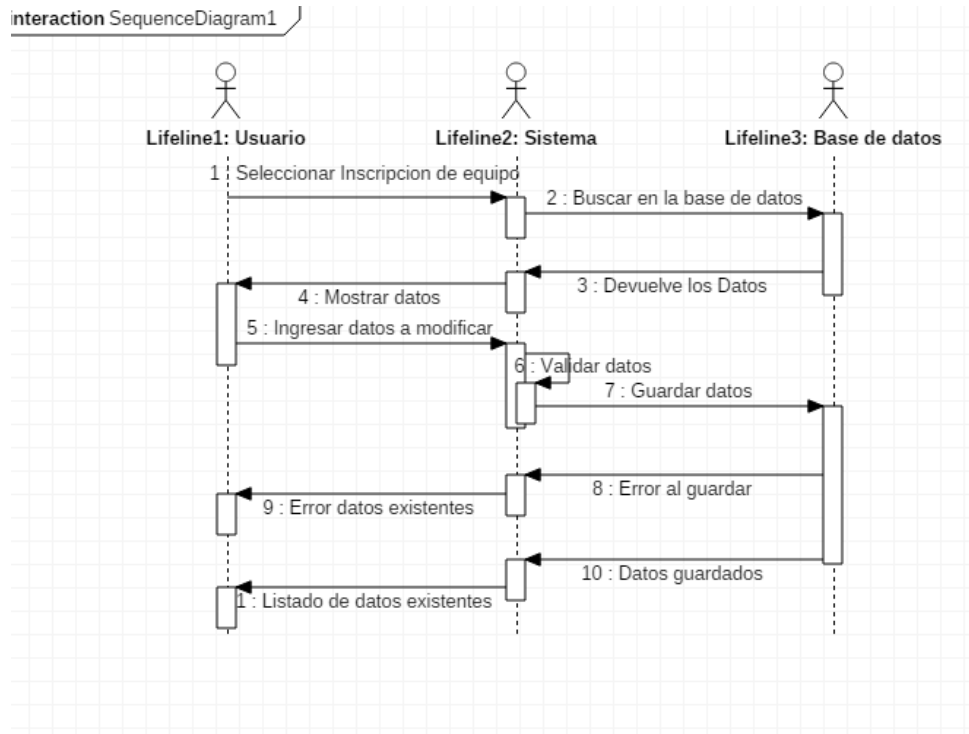 interaction SequenceDiagram1
Lifeline1: Usuario
Lifeline2: Sistema
Lifeline3: Base de datos
1 : Seleccionar Inscripcion de equipo
2 : Buscar en la base de datos
3 : Devuelve los Datos
4 : Mostrar datos
5 : Ingresar datos a modificar
6 : Validar datos
7 : Guardar datos
8 : Error al guardar
9 : Error datos existentes
10 : Datos guardados
1 : Listado de datos existentes